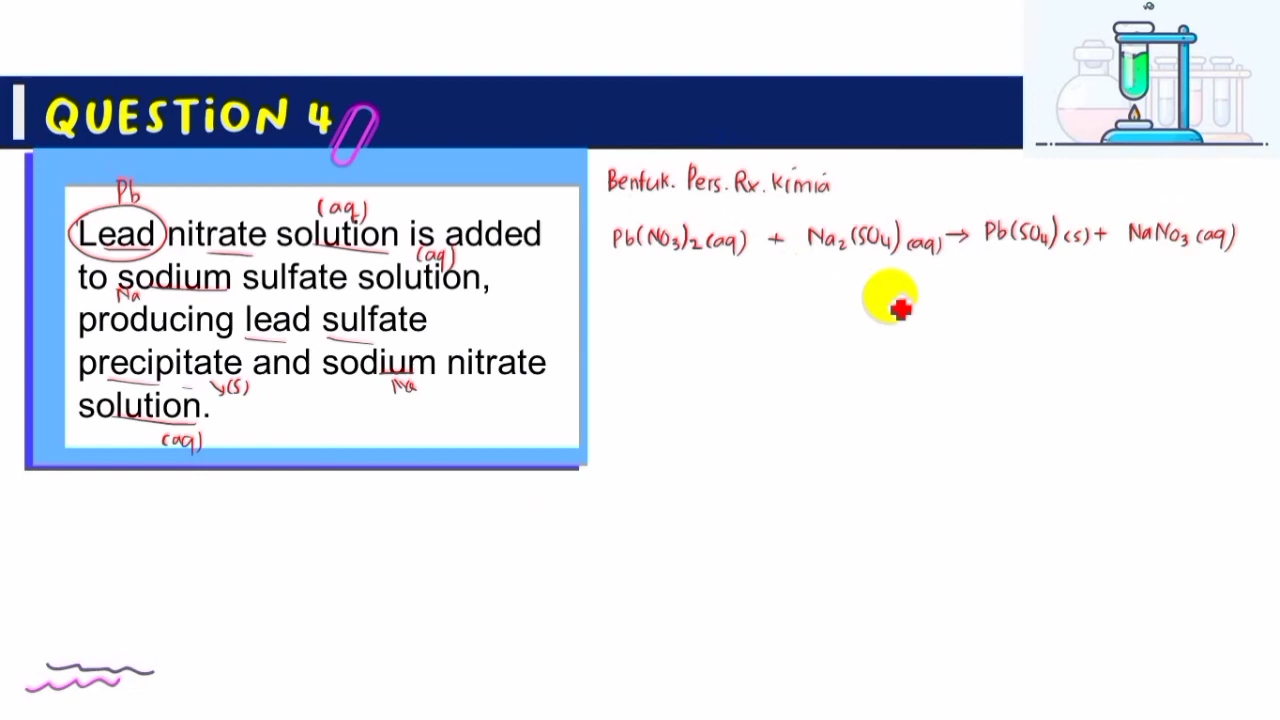 QUESTION 4
Pb
(aq)
Lead nitrate solution is added
(aq)
to sodium sulfate solution,
Na
producing lead sulfate
precipitate and sodium nitrate
↘(s)
Na
solution.
(aq)
Bentuk. Pers. Rx. Kimia
Pb(NO3)2 (aq) + Na2(SO4) (aq) → Pb(SO4) (s) + NaNO3 (aq)